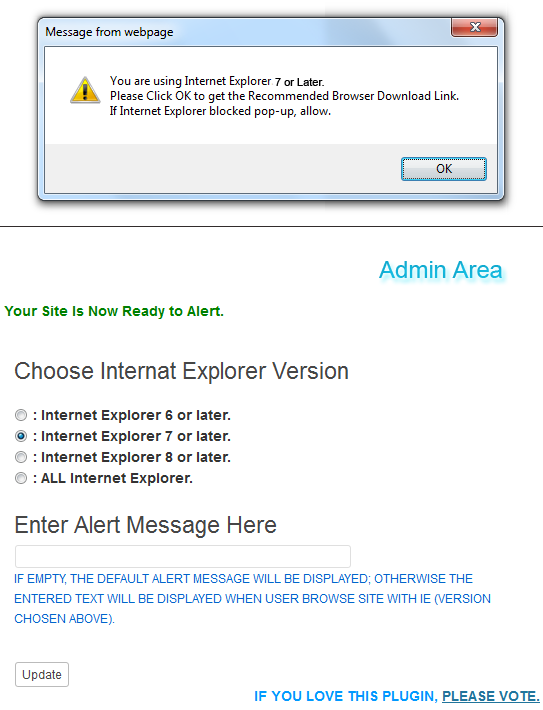 Message from webpage
You are using Internet Explorer 7 or Later.
Please Click OK to get the Recommended Browser Download Link.
If Internet Explorer blocked pop-up, allow.
OK
Admin Area
Your Site Is Now Ready to Alert.
Choose Internat Explorer Version
: Internet Explorer 6 or later.
: Internet Explorer 7 or later.
: Internet Explorer 8 or later.
: ALL Internet Explorer.
Enter Alert Message Here
IF EMPTY, THE DEFAULT ALERT MESSAGE WILL BE DISPLAYED; OTHERWISE THE
ENTERED TEXT WILL BE DISPLAYED WHEN USER BROWSE SITE WITH IE (VERSION
CHOSEN ABOVE).
Update
IF YOU LOVE THIS PLUGIN, PLEASE VOTE.